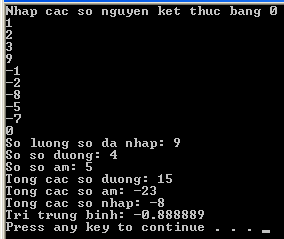 Nhap cac so nguyen ket thuc bang 0
1
2
3
9
-1
-2
-8
-5
-7
0
So luong so da nhap: 9
So so duong: 4
So so am: 5
Tong cac so duong: 15
Tong cac so am: -23
Tong cac so nhap: -8
Tri trung binh: -0.888889
Press any key to continue . . . _